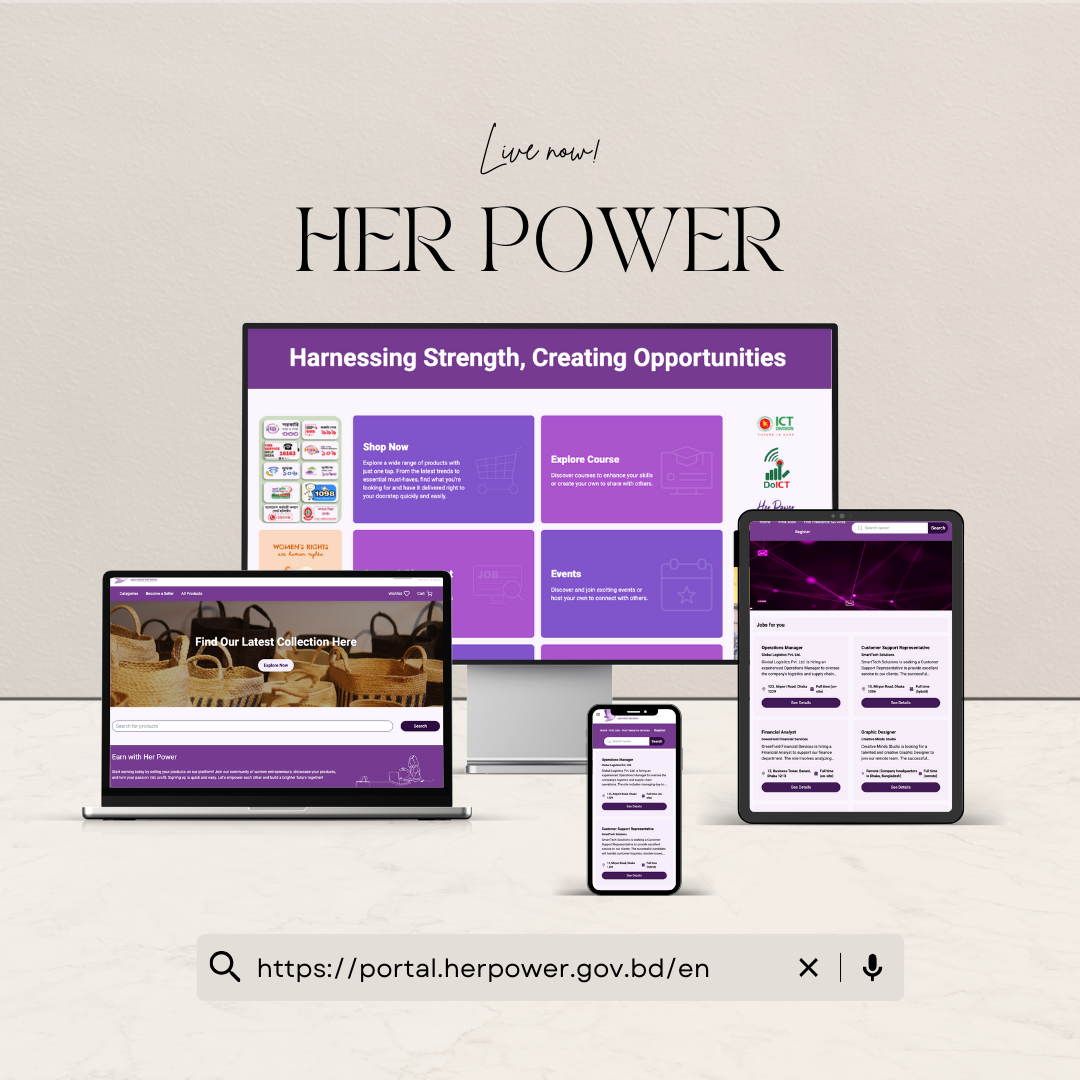 Live now!
HER POWER
Harnessing Strength, Creating Opportunities
Shop Now
Explore a wide range of products with
just one tap. From the latest trends to
essential must-haves, find what you're
looking for and have it delivered right to
your doorstep quickly and easily.
Explore Course
Discover courses to enhance your skills
or create your own to share with others.
ICT
DIVISION
DoICT
Her Power
1098
WOMEN'S RIGHTS
are human rights
JOB
Events
Discover and join exciting events or
host your own to connect with others.
Categories Become a Seller All Products
Wishlist Cart
Find Our Latest Collection Here
Explore Now
Search for products
Search
Earn with Her Power
Start earning today by selling your products on our platform! Join our community of women entrepreneurs, showcase your products,
and turn your passion into profit. Signing up is quick and easy. Let's empower each other and build a brighter future together!
Register
Search
Jobs for you
Operations Manager
Global Logistics Pvt. Ltd.
Global Logistics Pvt. Ltd. is hiring an
experienced Operations Manager to oversee
the company's logistics and supply chain...
123, Airport Road, Dhaka
1229
Full time (on-
site)
See Details
Customer Support Representative
SmartTech Solutions
SmartTech Solutions is seeking a Customer
Support Representative to provide excellent
service to our clients. The successful...
Full time
(hybrid)
See Details
Financial Analyst
GreenField Financial Services
GreenField Financial Services is hiring a
Financial Analyst to support our finance
department. The role involves analyzing...
12, Business Tower, Banani,
Dhaka 1213
Full time
(on-site)
See Details
Graphic Designer
Creative Minds Studio
Creative Minds Studio is looking for a
talented and creative Graphic Designer to
join our remote team. The successful...
Remote (Company headquarters
in Dhaka, Bangladesh)
Full time
(remote)
See Details
Register
Search
Operations Manager
See Details
Customer Support Representative
See Details
https://portal.herpower.gov.bd/en